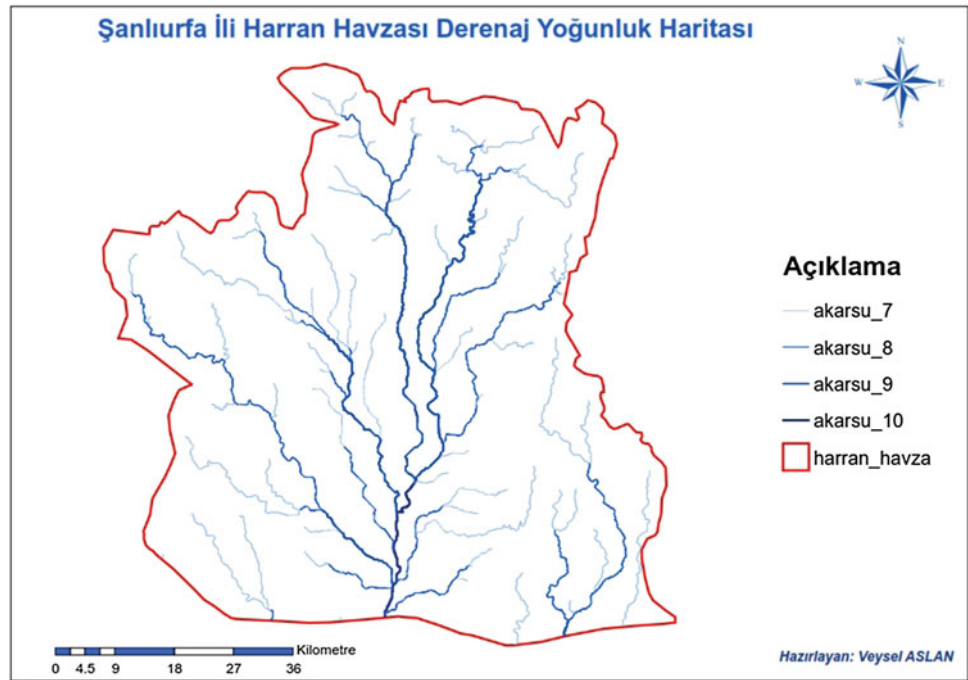 Şanlıurfa İli Harran Havzası Derenaj Yoğunluk Haritası
N
W E
S
Açıklama
akarsu_7
akarsu_8
akarsu_9
akarsu_10
harran_havza
Kilometre
0 4.5 9 18 27 36
Hazırlayan: Veysel ASLAN